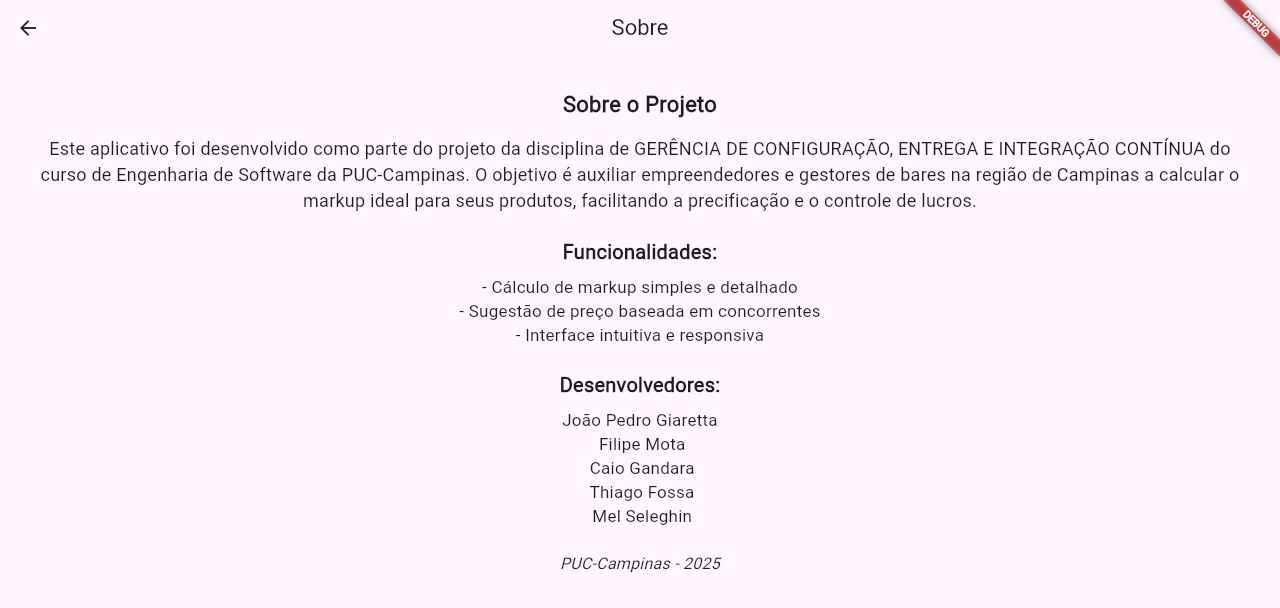 Sobre
DEBUG
Sobre o Projeto
Este aplicativo foi desenvolvido como parte do projeto da disciplina de GERÊNCIA DE CONFIGURAÇÃO, ENTREGA E INTEGRAÇÃO CONTÍNUA do
curso de Engenharia de Software da PUC-Campinas. O objetivo é auxiliar empreendedores e gestores de bares na região de Campinas a calcular o
markup ideal para seus produtos, facilitando a precificação e o controle de lucros.
Funcionalidades:
- Cálculo de markup simples e detalhado
- Sugestão de preço baseada em concorrentes
- Interface intuitiva e responsiva
Desenvolvedores:
João Pedro Giaretta
Filipe Mota
Caio Gandara
Thiago Fossa
Mel Seleghin
PUC-Campinas - 2025